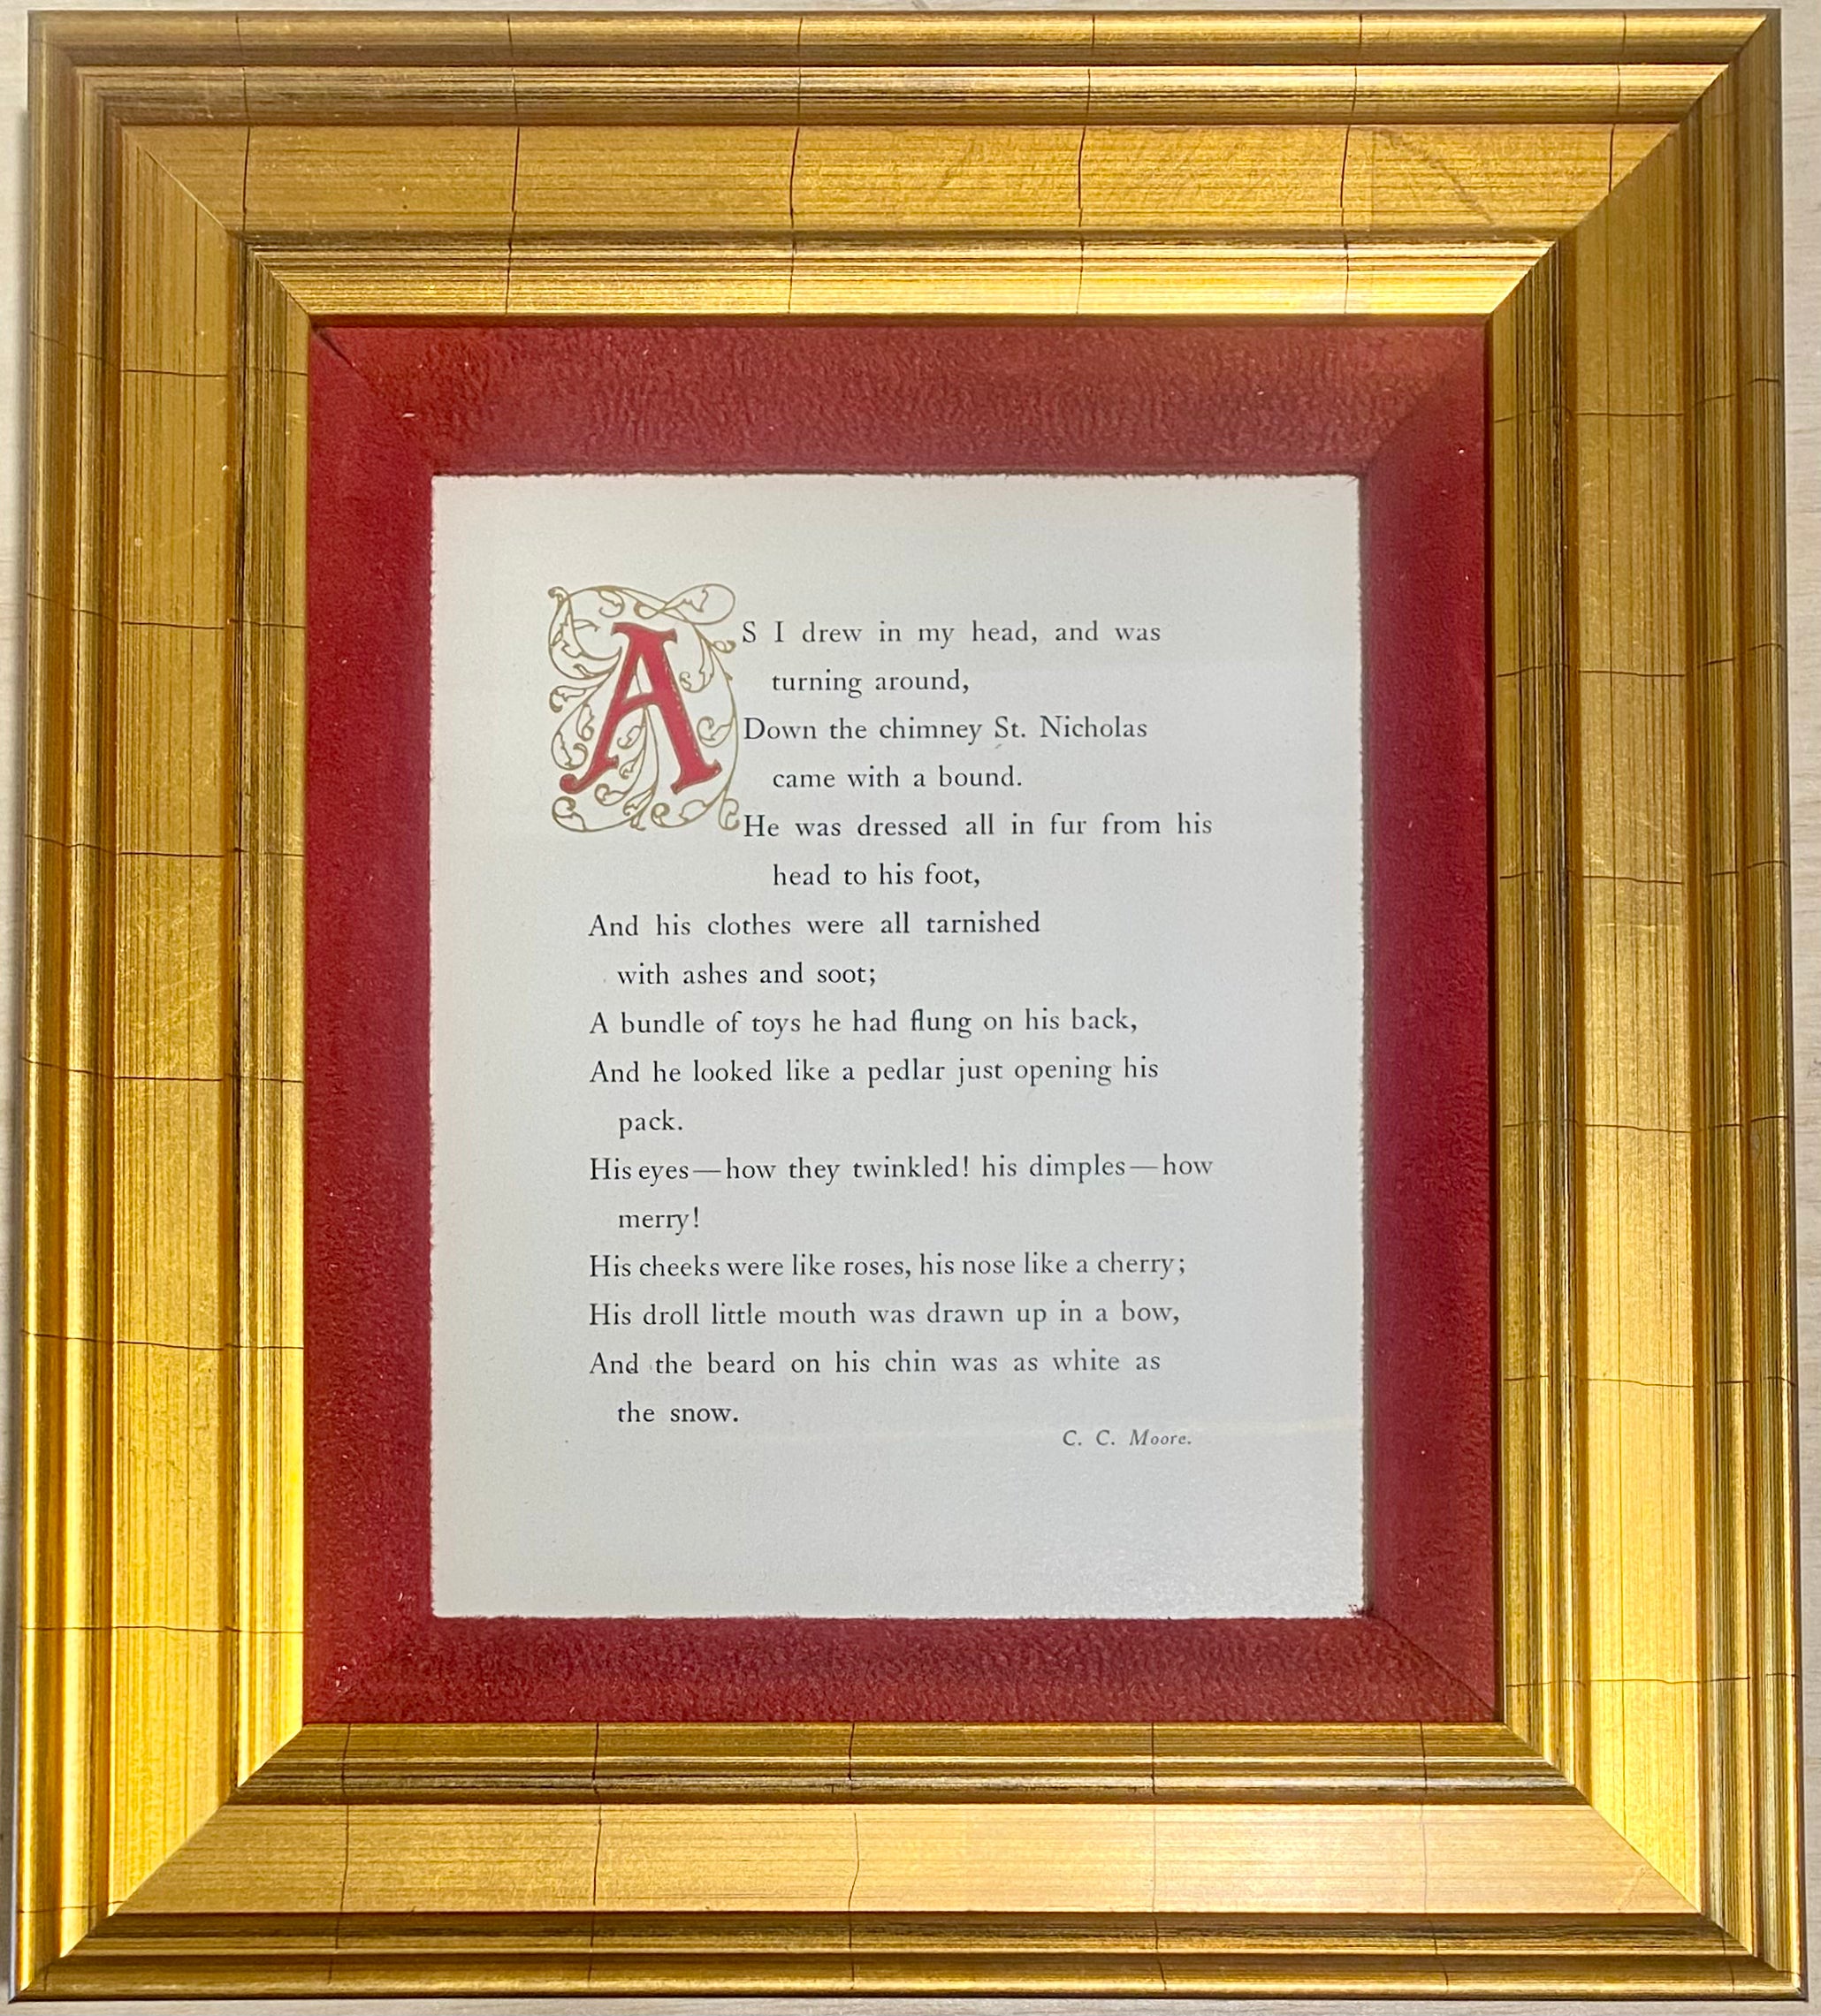 AS I drew in my head, and was
turning around,
Down the chimney St. Nicholas
came with a bound.
He was dressed all in fur from his
head to his foot,
And his clothes were all tarnished
with ashes and soot;
A bundle of toys he had flung on his back,
And he looked like a pedlar just opening his
pack.
His eyes—how they twinkled! his dimples—how
merry!
His cheeks were like roses, his nose like a cherry;
His droll little mouth was drawn up in a bow,
And the beard on his chin was as white as
the snow.
C. C. Moore.